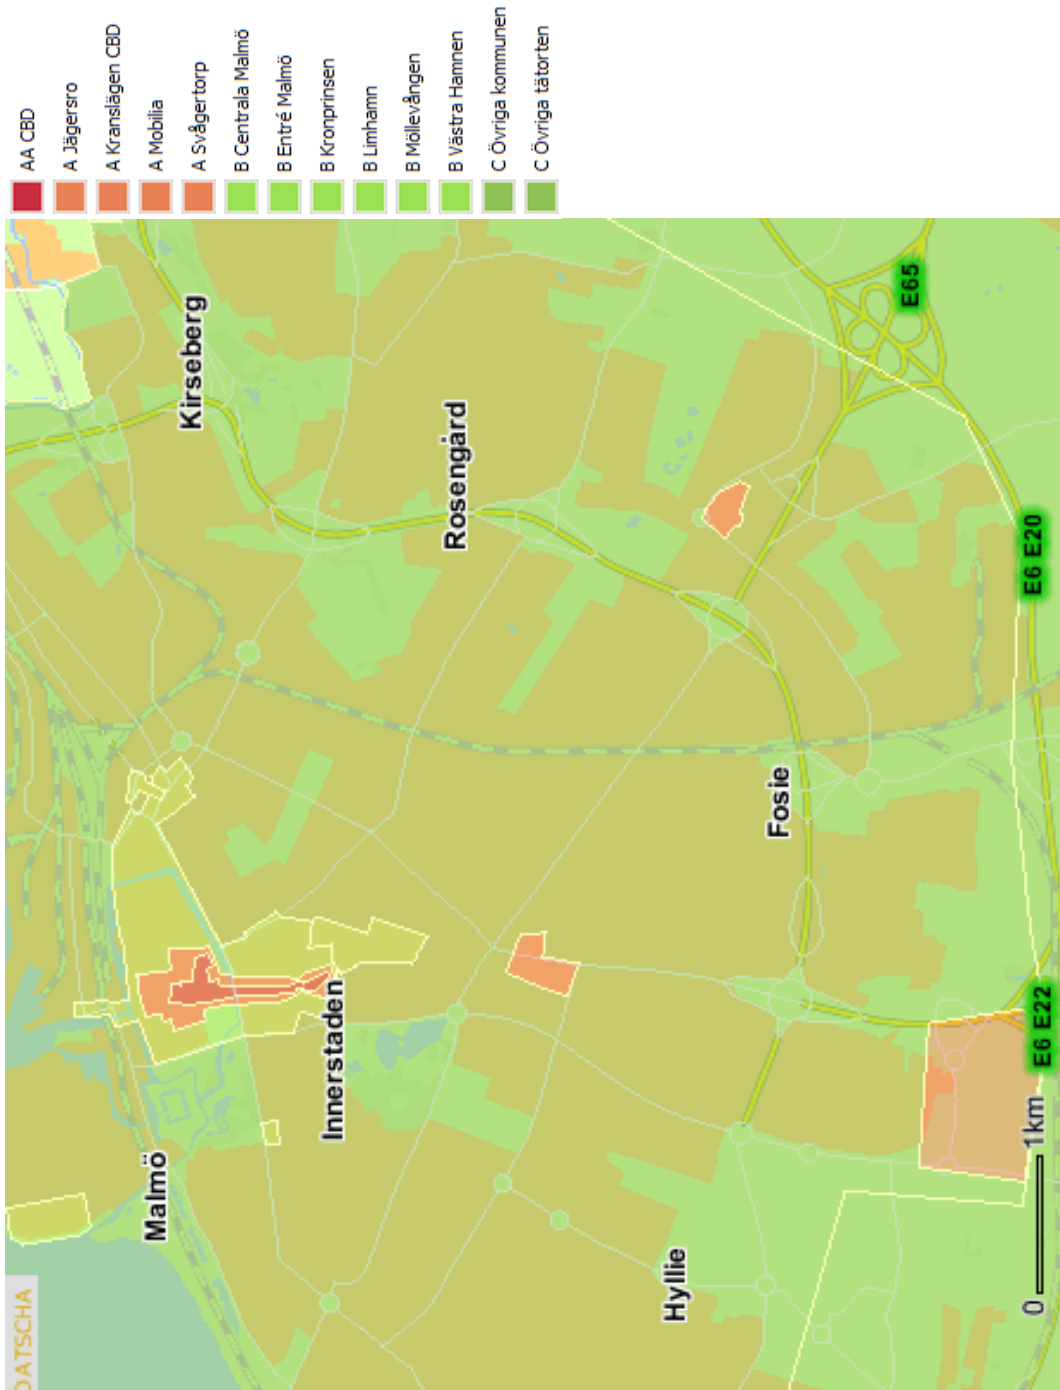 AA CBD
A Jägersro
A Kranslägen CBD
A Mobilia
A Svågertorp
B Centrala Malmö
B Entré Malmö
B Kronprinsen
B Limhamn
B Möllevången
B Västra Hamnen
C Övriga kommunen
C Övriga tätorten
DATSCHA
Malmö
Kirseberg
Innerstaden
Rosengård
Hyllie
Fosie
E65
E6 E20
E6 E22
0 1km